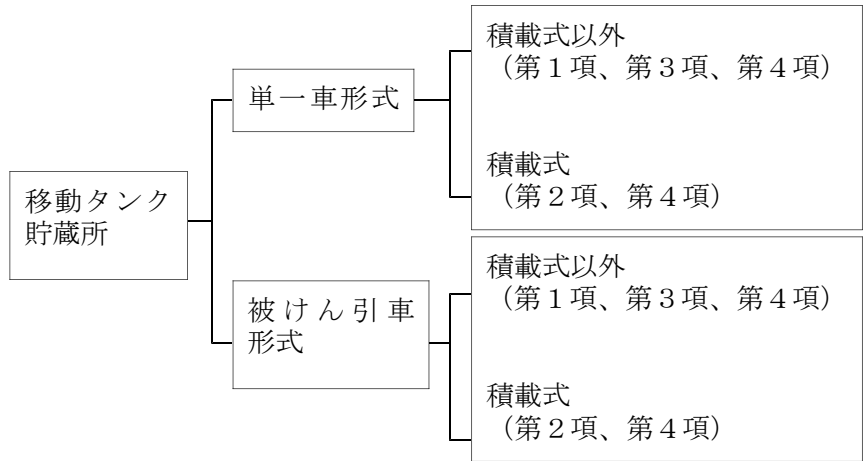 移動タンク
貯蔵所
単一車形式
積載式以外
（第１項、第３項、第４項）
積載式
（第２項、第４項）
被けん引車
形式
積載式以外
（第１項、第３項、第４項）
積載式
（第２項、第４項）